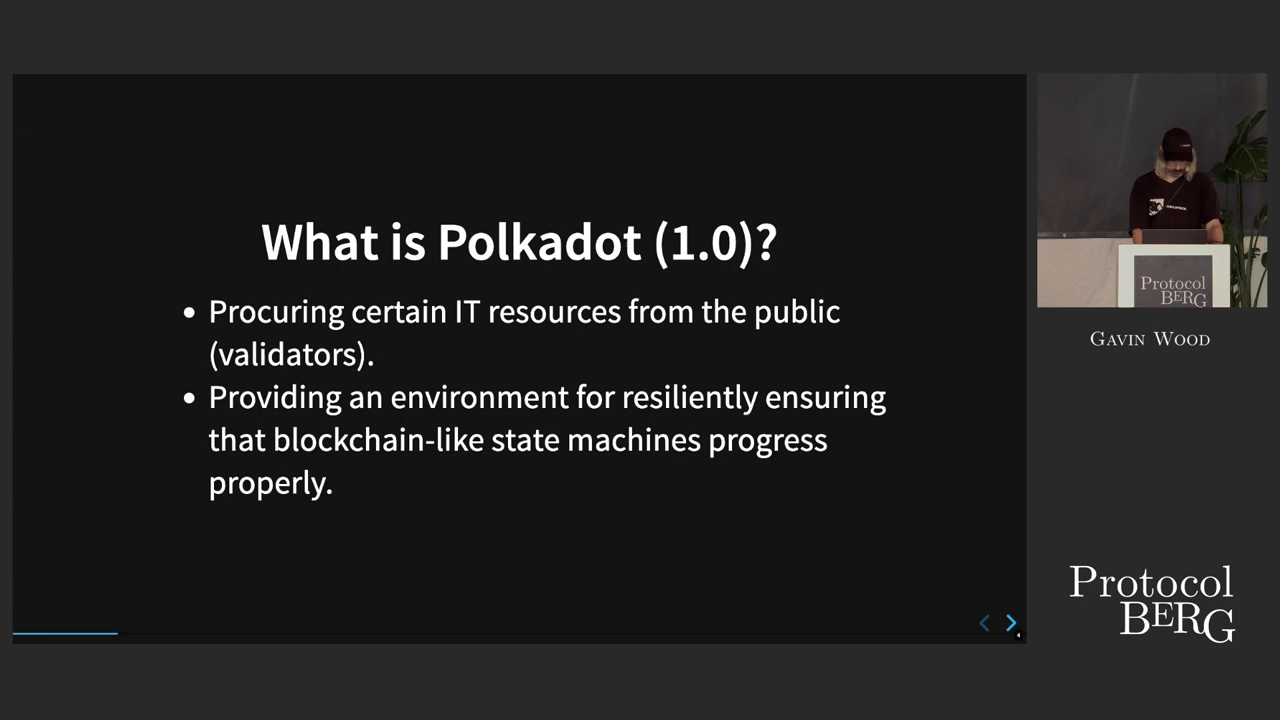 What is Polkadot (1.0)?
• Procuring certain IT resources from the public
(validators).
• Providing an environment for resiliently ensuring
that blockchain-like state machines progress
properly.
4
Protocol
BERG
GAVIN WOOD
Protocol
BERG